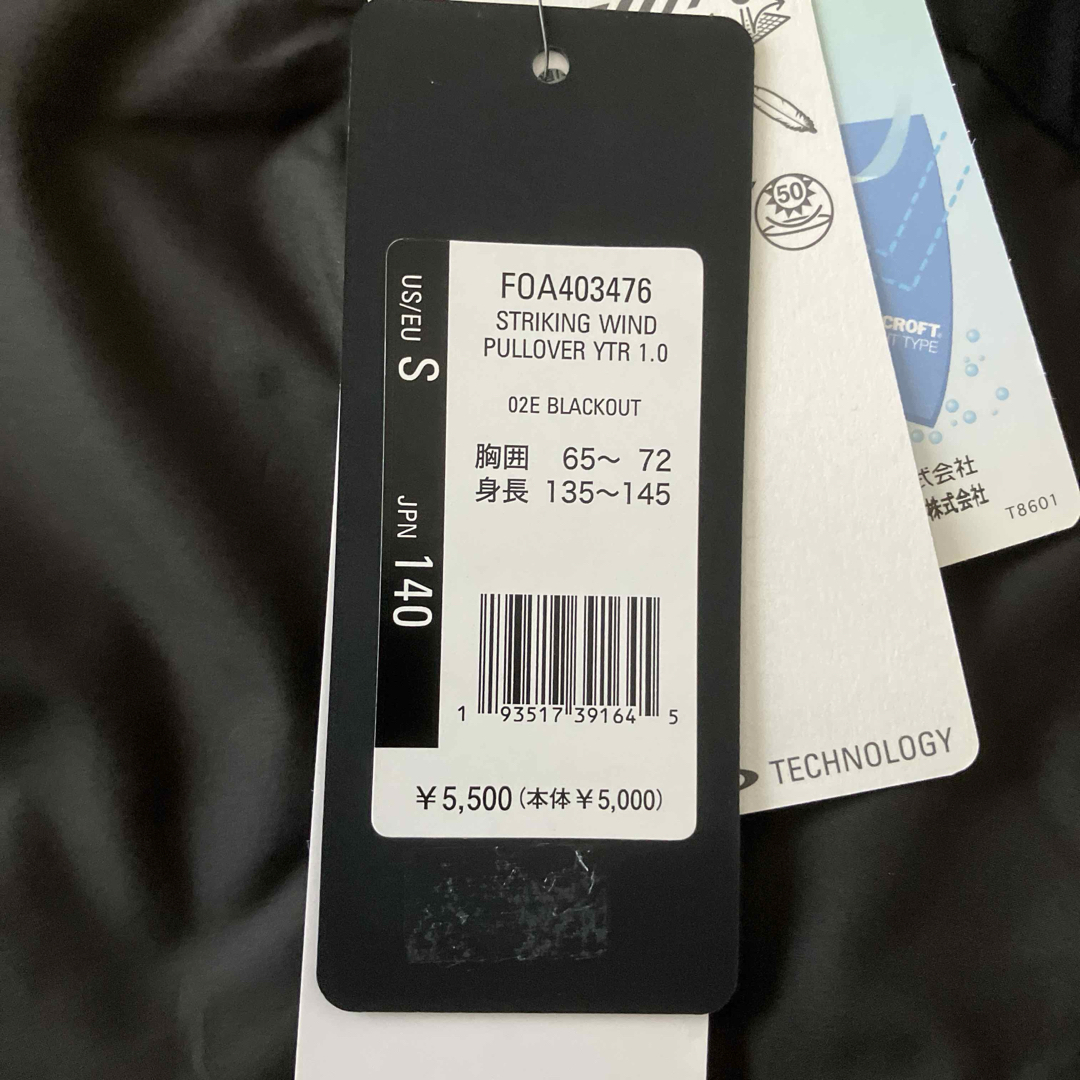 US/EU S
JPN 140
FOA403476
STRIKING WIND
PULLOVER YTR 1.0
02E BLACKOUT
胸囲 65～ 72
身長 135～145
1 93517 39164 5
￥5,500 (本体￥5,000)
50
TECHNOLOGY
CROFT®
TYPE
式会社
株式会社
T8601